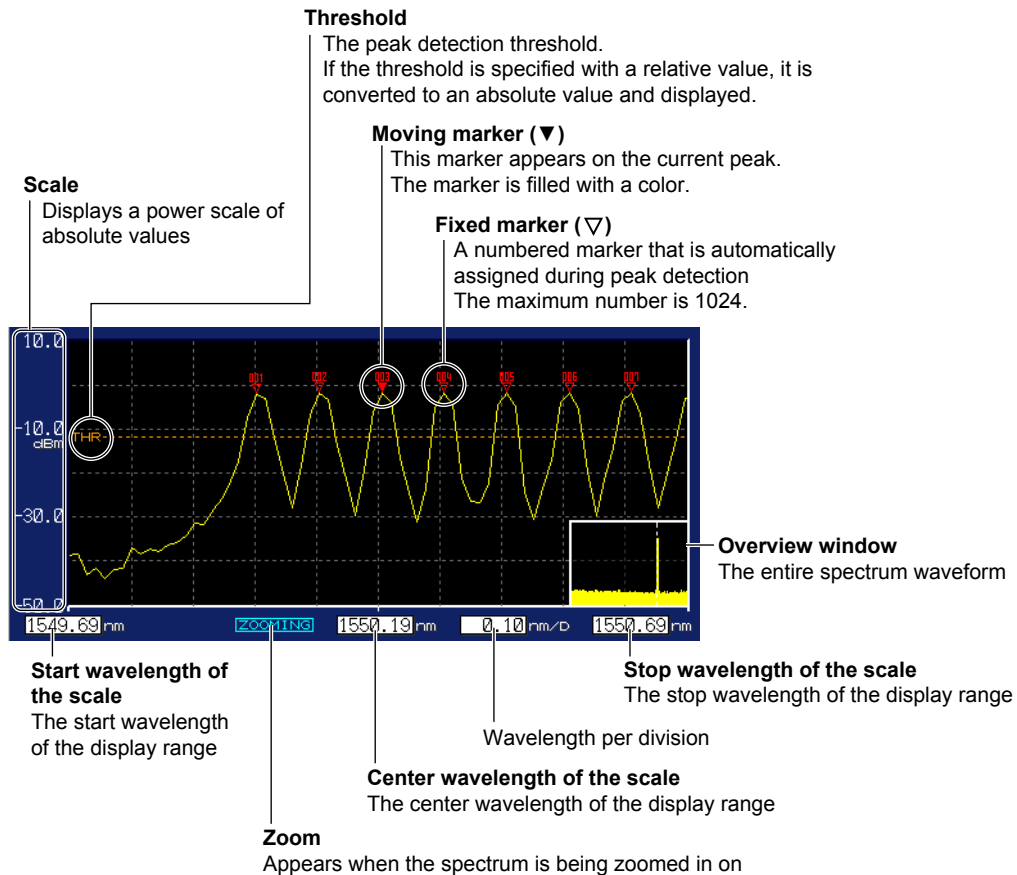 Threshold
The peak detection threshold.
If the threshold is specified with a relative value, it is
converted to an absolute value and displayed.
Moving marker (▼)
This marker appears on the current peak.
The marker is filled with a color.
Scale
Displays a power scale of
absolute values
Fixed marker (▽)
A numbered marker that is automatically
assigned during peak detection
The maximum number is 1024.
10.0
001 002 003 004 005 006 007
-10.0
dBm
THR
-30.0
-50.0
Overview window
The entire spectrum waveform
1549.69 nm ZOOMING 1550.19 nm 0.10 nm/D 1550.69 nm
Start wavelength of
the scale
The start wavelength
of the display range
Stop wavelength of the scale
The stop wavelength of the display range
Wavelength per division
Center wavelength of the scale
The center wavelength of the display range
Zoom
Appears when the spectrum is being zoomed in on